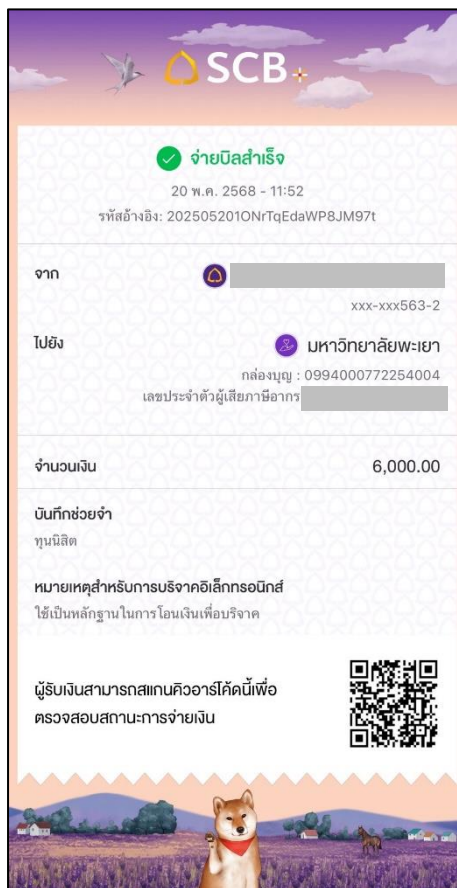 SCB+
จ่ายบิลสำเร็จ
20 พ.ค. 2568 - 11:52
รหัสอ้างอิง: 202505201ONrTqEdaWP8JM97t
จาก
xxx-xxx563-2
ไปยัง มหาวิทยาลัยพะเยา
กล่องบุญ : 0994000772254004
เลขประจำตัวผู้เสียภาษีอากร
จำนวนเงิน 6,000.00
บันทึกช่วยจำ
ทุนนิสิต
หมายเหตุสำหรับการบริจาคอิเล็กทรอนิกส์
ใช้เป็นหลักฐานในการโอนเงินเพื่อบริจาค
ผู้รับเงินสามารถสแกนคิวอาร์โค้ดนี้เพื่อ
ตรวจสอบสถานะการจ่ายเงิน